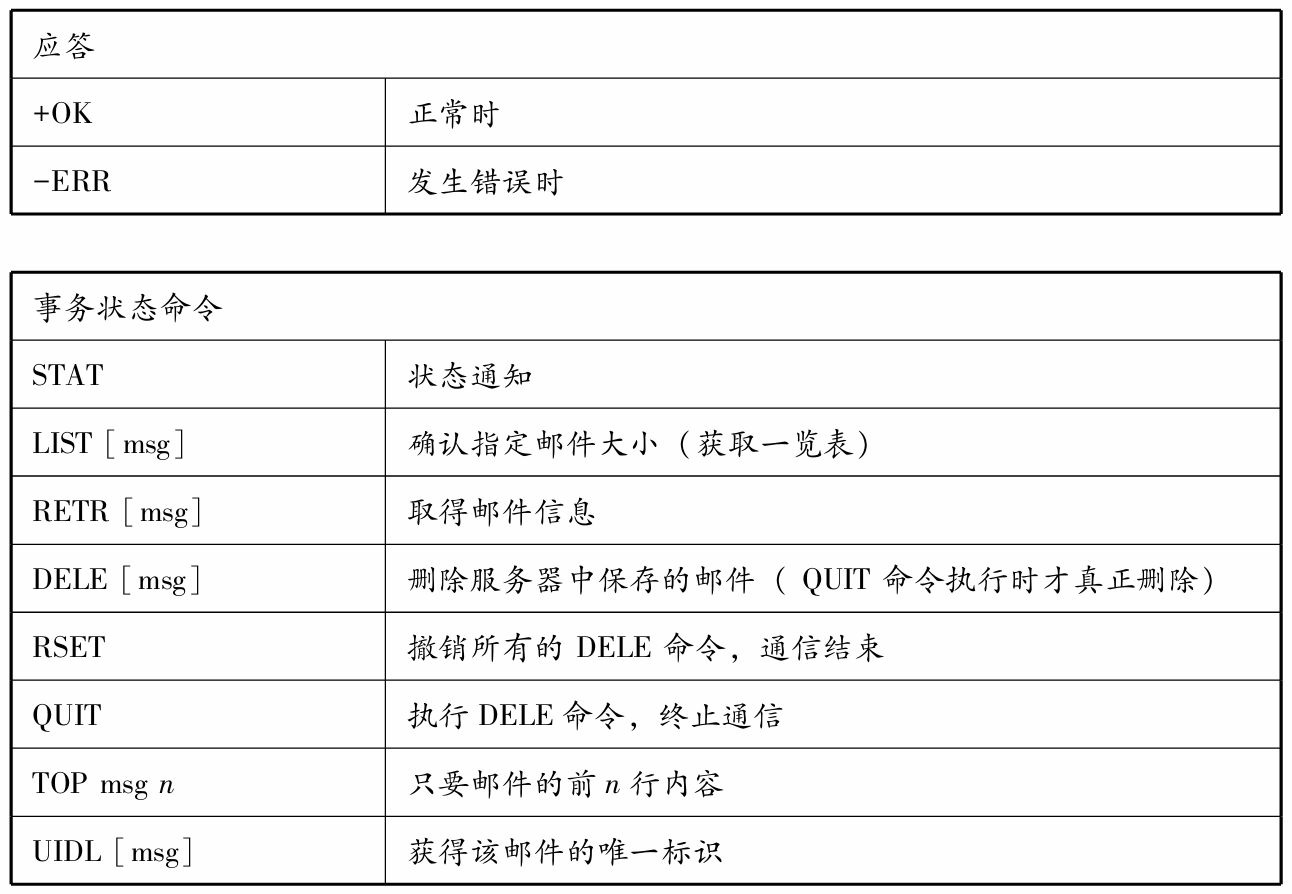 应答
+OK 正常时
-ERR 发生错误时
事务状态命令
STAT 状态通知
LIST [msg] 确认指定邮件大小（获取一览表）
RETR [msg] 取得邮件信息
DELE [msg] 删除服务器中保存的邮件（ QUIT 命令执行时才真正删除）
RSET 撤销所有的 DELE 命令，通信结束
QUIT 执行 DELE 命令，终止通信
TOP msg n 只要邮件的前 n 行内容
UIDL [msg] 获得该邮件的唯一标识